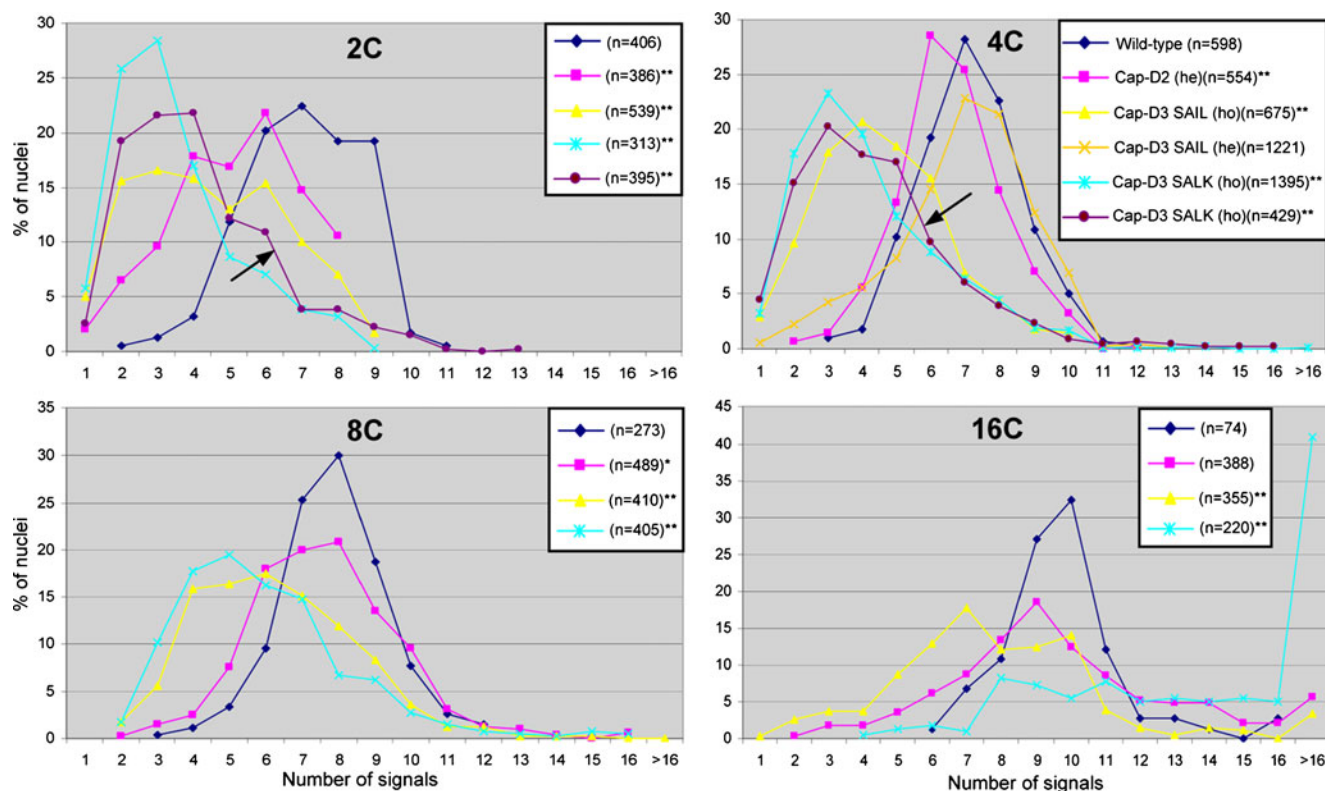 2C
% of nuclei
30
25
20
15
10
5
0
1 2 3 4 5 6 7 8 9 10 11 12 13 14 15 16 >16
(n=406)
(n=386)**
(n=539)**
(n=313)**
(n=395)**
4C
30
25
20
15
10
5
0
1 2 3 4 5 6 7 8 9 10 11 12 13 14 15 16 >16
Wild-type (n=598)
Cap-D2 (he)(n=554)**
Cap-D3 SAIL (ho)(n=675)**
Cap-D3 SAIL (he)(n=1221)
Cap-D3 SALK (ho)(n=1395)**
Cap-D3 SALK (ho)(n=429)**
8C
% of nuclei
35
30
25
20
15
10
5
0
1 2 3 4 5 6 7 8 9 10 11 12 13 14 15 16 >16
Number of signals
(n=273)
(n=489)*
(n=410)**
(n=405)**
16C
45
40
35
30
25
20
15
10
5
0
1 2 3 4 5 6 7 8 9 10 11 12 13 14 15 16 >16
Number of signals
(n=74)
(n=388)
(n=355)**
(n=220)**